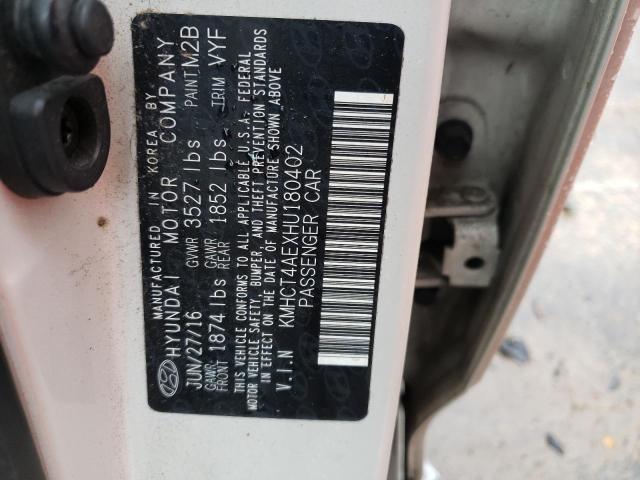 MANUFACTURED IN KOREA BY
HYUNDAI MOTOR COMPANY
JUN/27/16 GVWR 3527 lbs PAINT M2B
GAWR FRONT 1874 lbs GAWR REAR 1852 lbs TRIM VYF
THIS VEHICLE CONFORMS TO ALL APPLICABLE U.S.A. FEDERAL
MOTOR VEHICLE SAFETY, BUMPER, AND THEFT PREVENTION STANDARDS
IN EFFECT ON THE DATE OF MANUFACTURE SHOWN ABOVE
V.I.N KMHCT4AEXHU180402
PASSENGER CAR